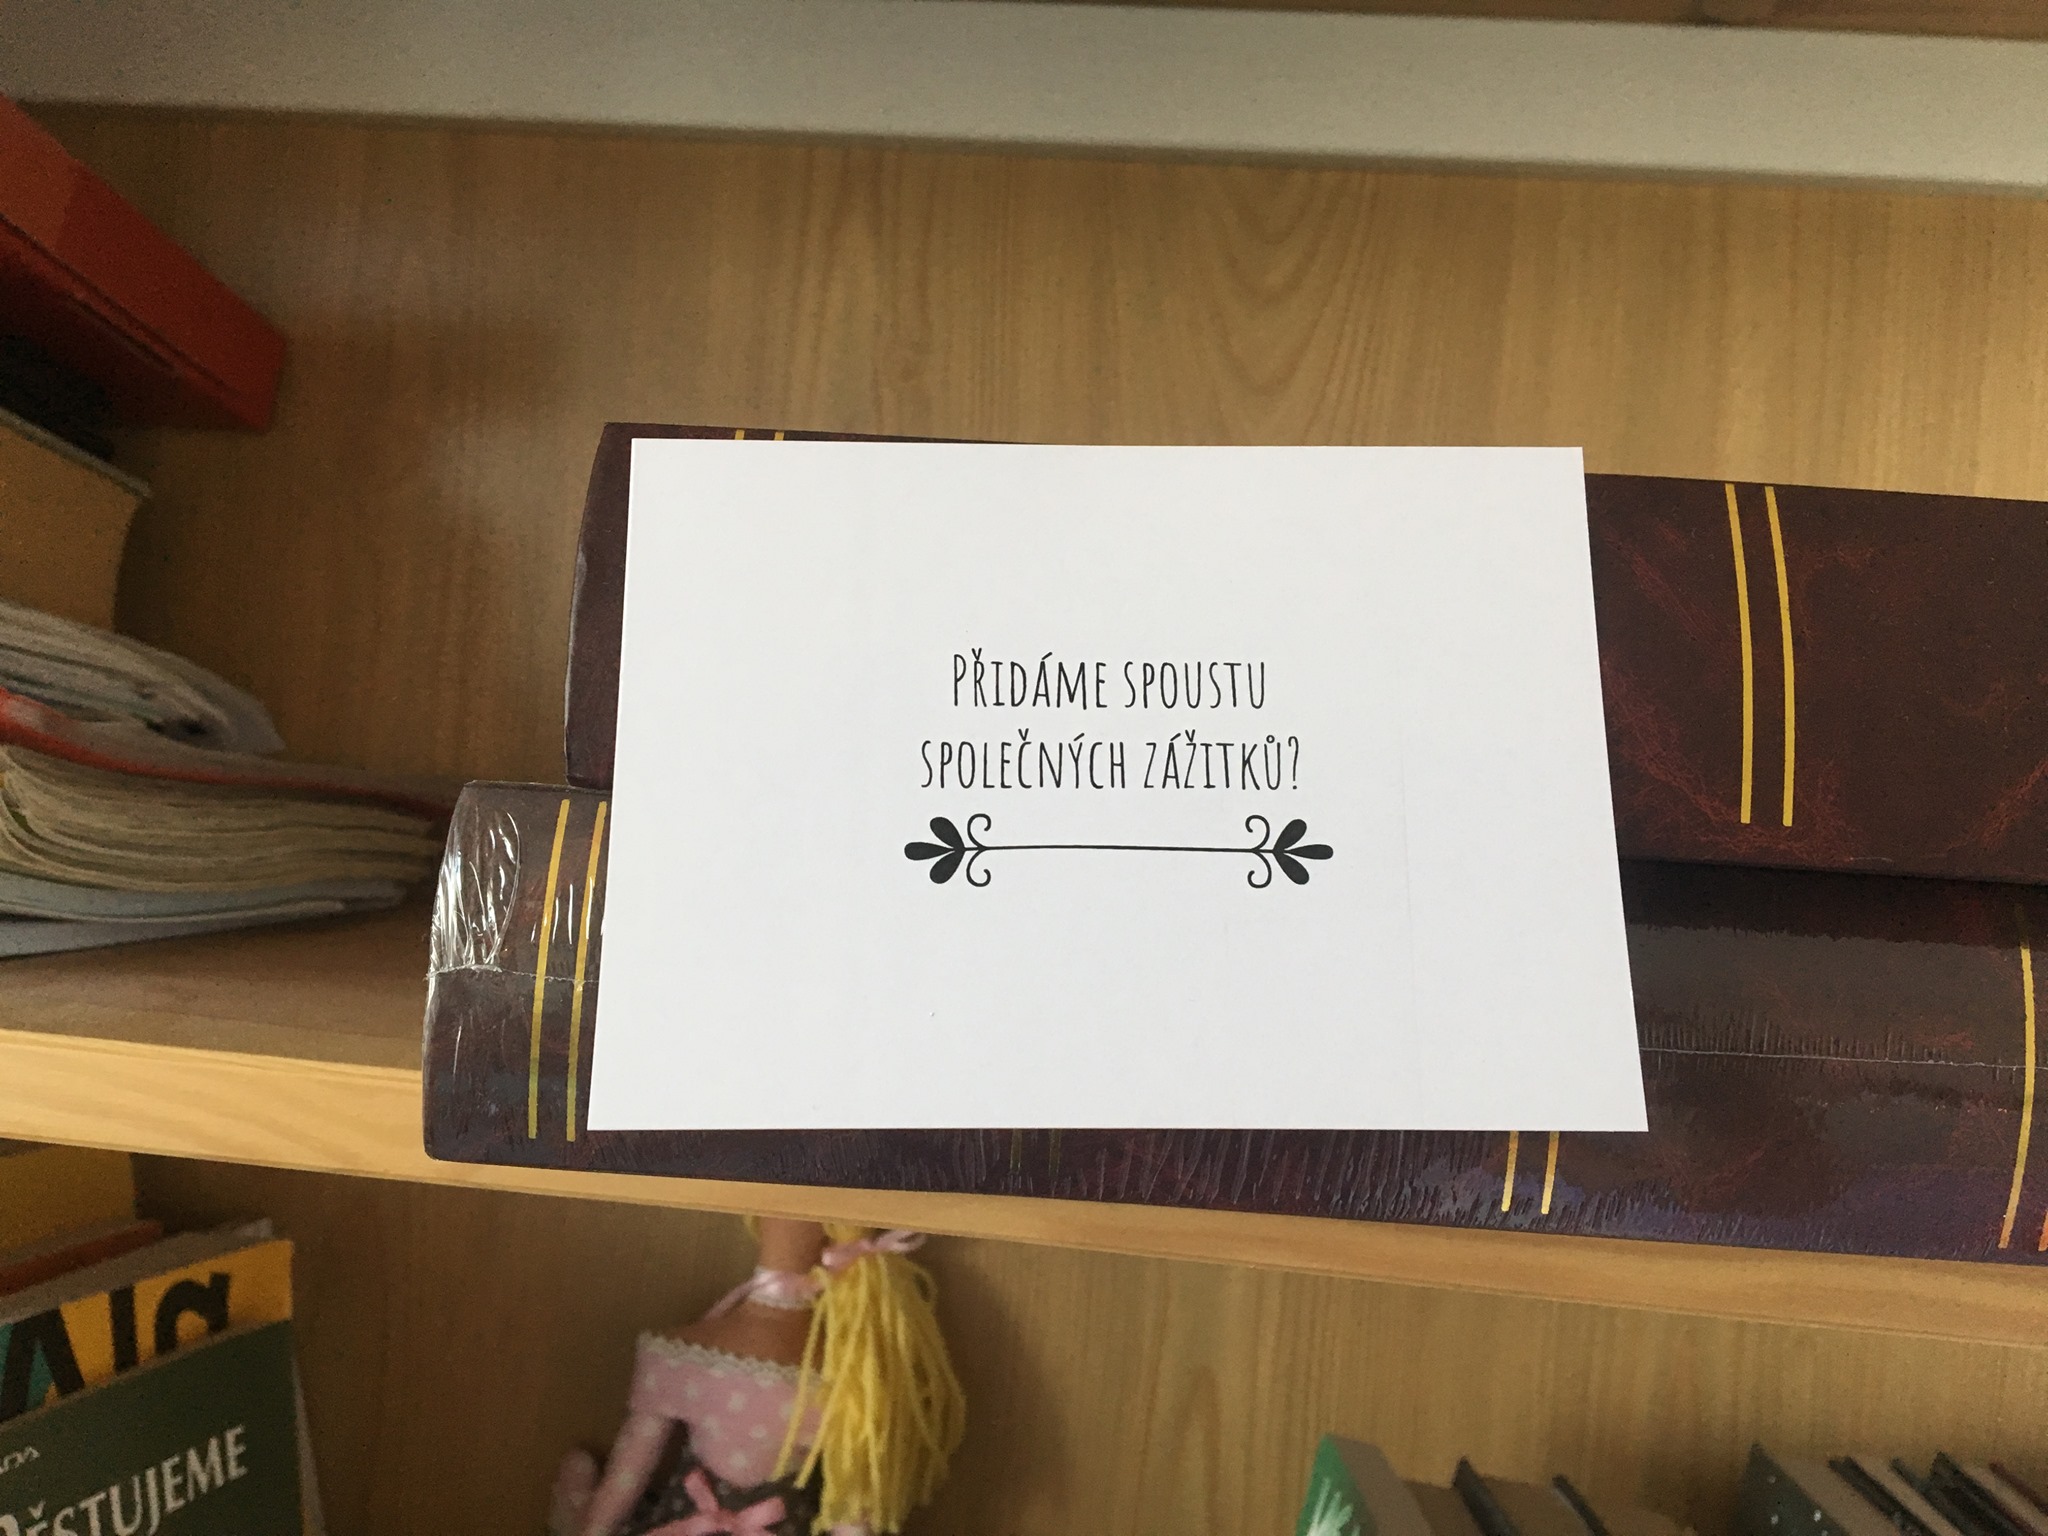 Přidáme spoustu
společných zážitků?